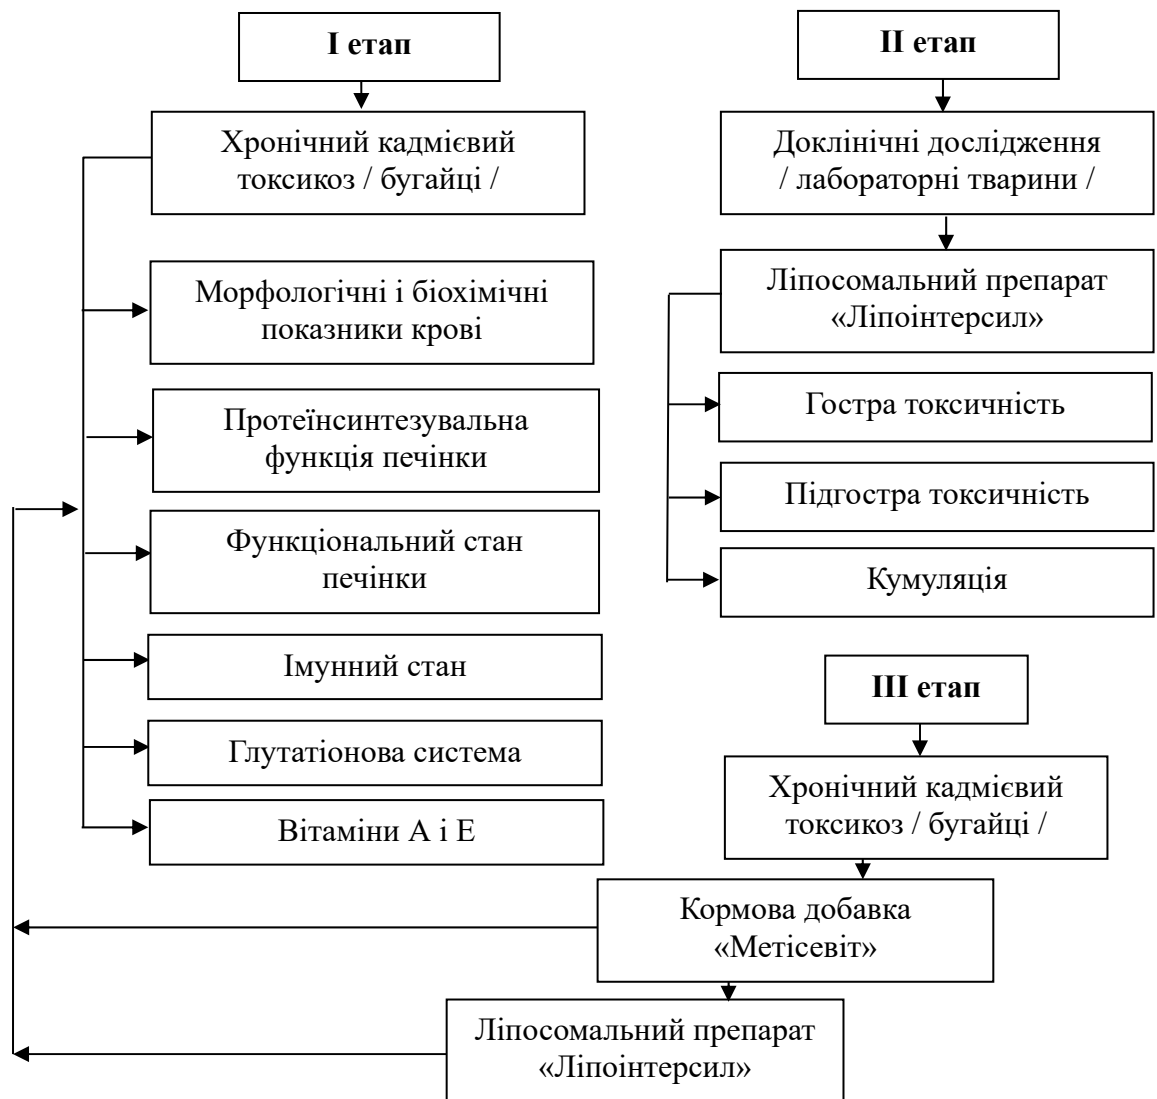 І етап
Хронічний кадмієвий
токсикоз / бугайці /
Морфологічні і біохімічні
показники крові
Протеїнсинтезувальна
функція печінки
Функціональний стан
печінки
Імунний стан
Глутатіонова система
Вітаміни А і Е
ІІ етап
Доклінічні дослідження
/ лабораторні тварини /
Ліпосомальний препарат
«Ліпоінтерсил»
Гостра токсичність
Підгостра токсичність
Кумуляція
ІІІ етап
Хронічний кадмієвий
токсикоз / бугайці /
Кормова добавка
«Метісевіт»
Ліпосомальний препарат
«Ліпоінтерсил»